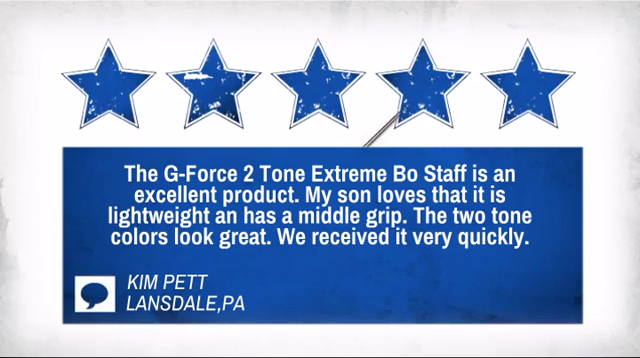 The G-Force 2 Tone Extreme Bo Staff is an
excellent product. My son loves that it is
lightweight an has a middle grip. The two tone
colors look great. We received it very quickly.
KIM PETT
LANSDALE,PA